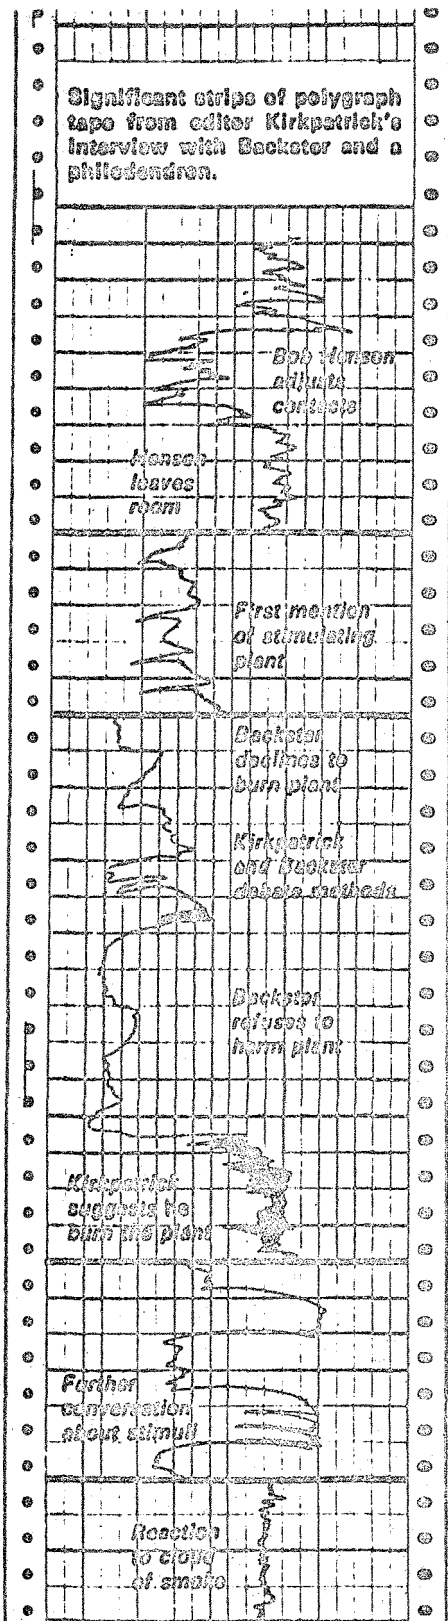 Significant strips of polygraph
tape from editor Kirkpatrick's
interview with Backster and a
philodendron.
Bob Henson
adjusts
contacts
Henson
leaves
room
First mention
of stimulating
plant
Backster
declines to
burn plant
Kirkpatrick
and Backster
debate methods
Backster
refuses to
harm plant
Kirkpatrick
suggests he
burn the plant
Further
conversation
about stimuli
Reaction
to cloud
of smoke